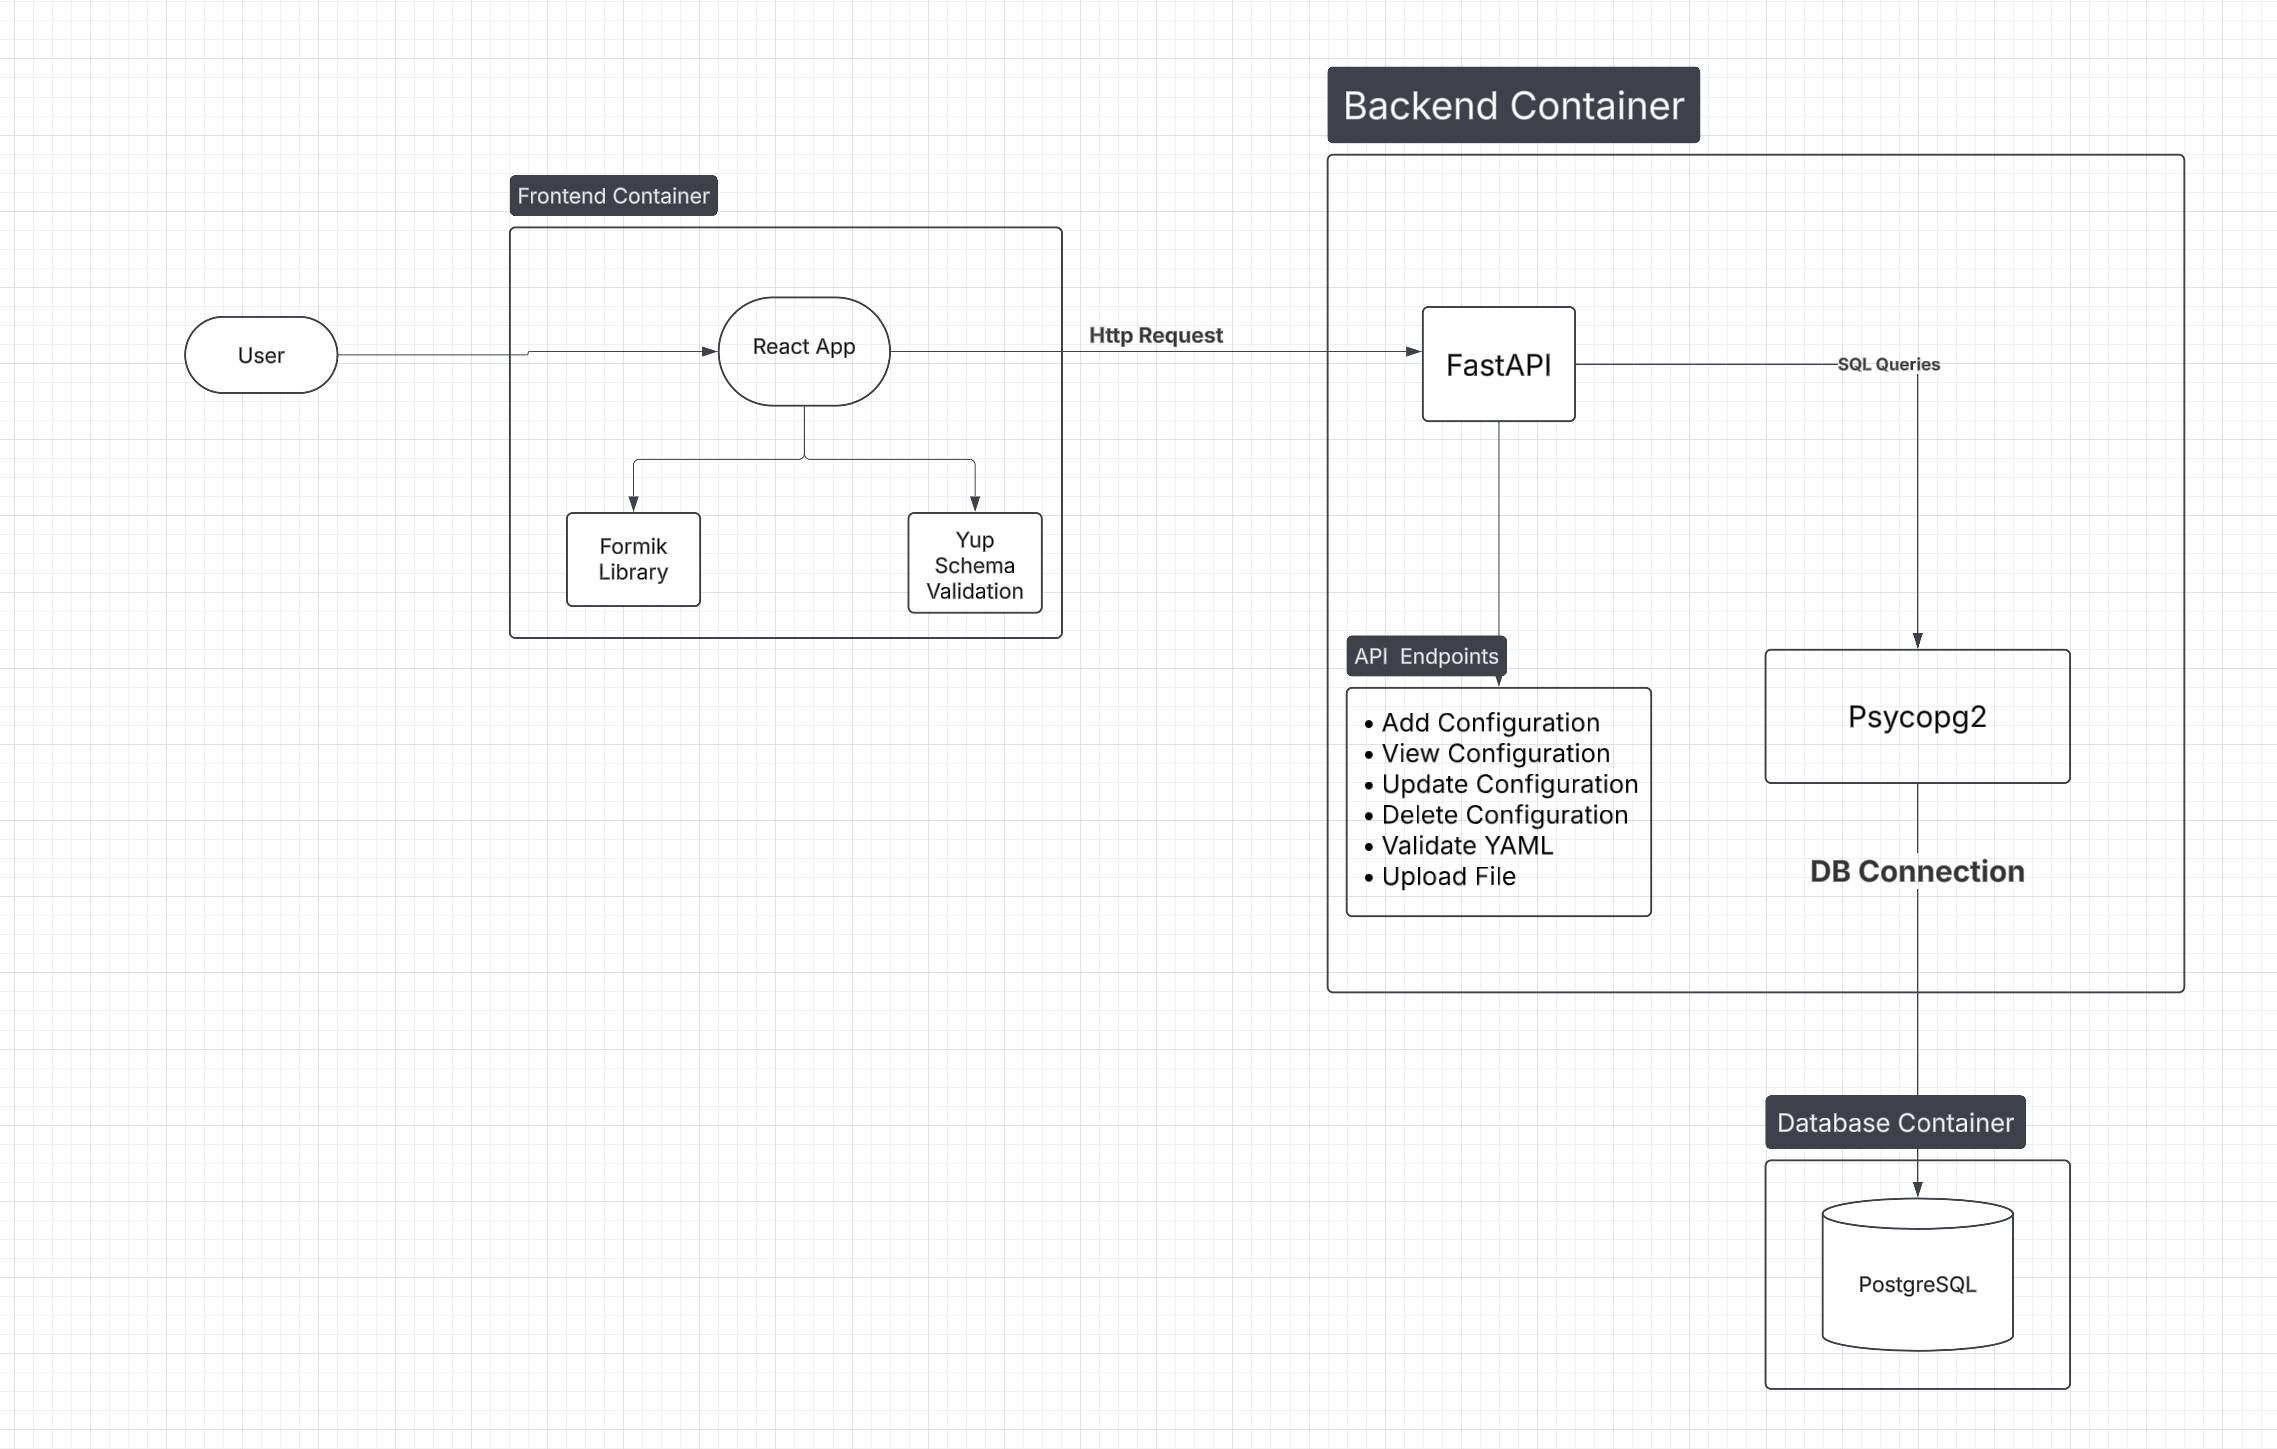 Backend Container
Frontend Container
User
React App
Http Request
FastAPI
SQL Queries
Formik
Library
Yup
Schema
Validation
API  Endpoints
• Add Configuration
• View Configuration
• Update Configuration
• Delete Configuration
• Validate YAML
• Upload File
Psycopg2
DB Connection
Database Container
PostgreSQL